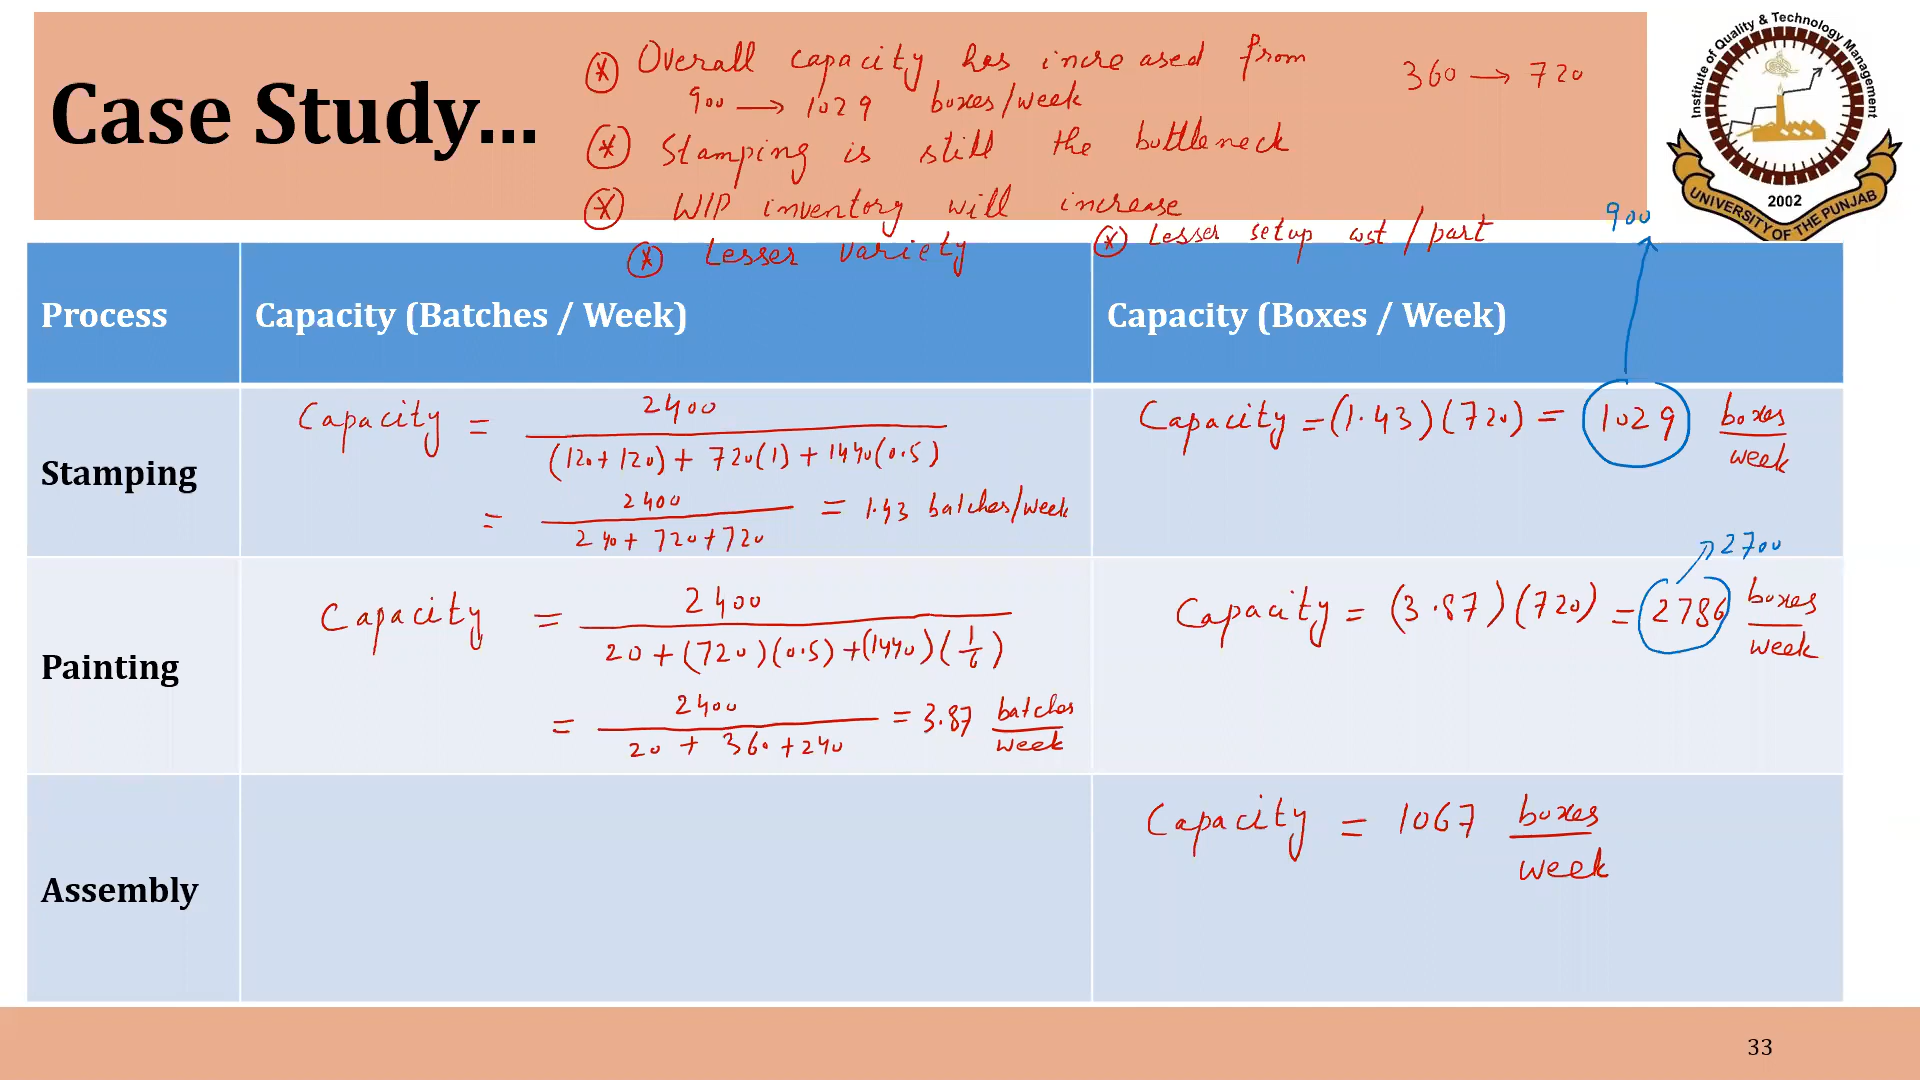 Case Study...
Ⓧ Overall capacity has increased from
900 → 1029 boxes/week
360 → 720
Ⓧ Stamping is still the bottleneck
Ⓧ WIP inventory will increase
Ⓧ Lesser variety
Ⓧ Lesser setup cost/part
Institute of Quality & Technology Management
2002
UNIVERSITY OF THE PUNJAB
900
Process
Capacity (Batches / Week)
Capacity (Boxes / Week)
Stamping
Capacity = 2400 / ((120+120) + 720(1) + 1440(0.5))
= 2400 / (240 + 720 + 720) = 1.43 batches/week
Capacity = (1.43)(720) = 1029 boxes/week
Painting
Capacity = 2400 / (20 + (720)(0.5) + (1440)(1/6))
= 2400 / (20 + 360 + 240) = 3.87 batches/week
2700
Capacity = (3.87)(720) = 2786 boxes/week
Assembly
Capacity = 1067 boxes/week
33